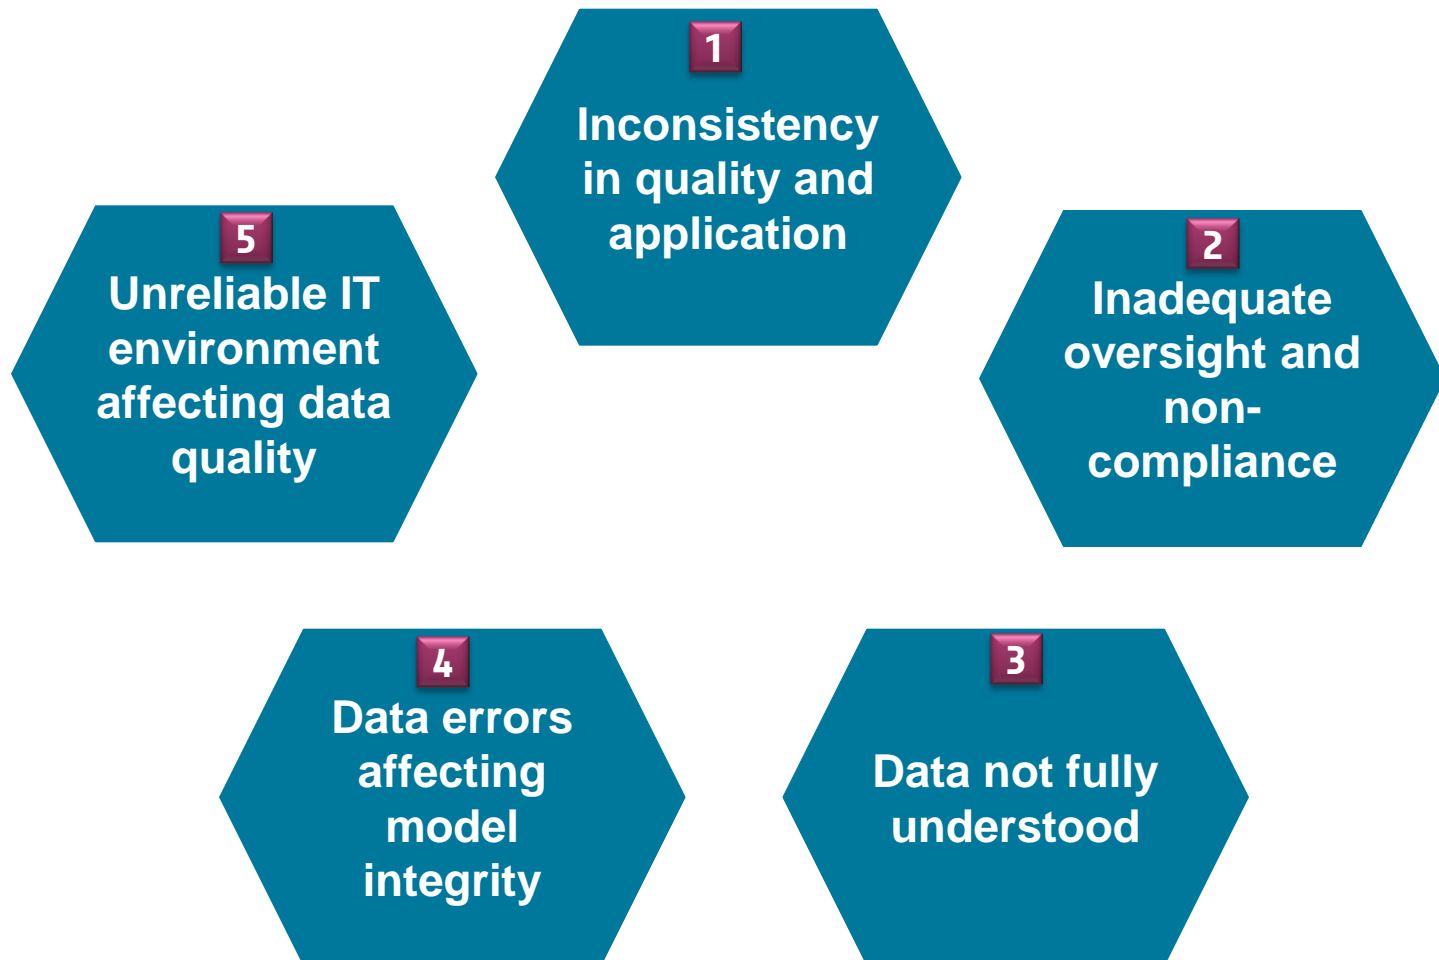 1
Inconsistency
in quality and
application
2
Inadequate
oversight and
non-
compliance
3
Data not fully
understood
4
Data errors
affecting
model
integrity
5
Unreliable IT
environment
affecting data
quality